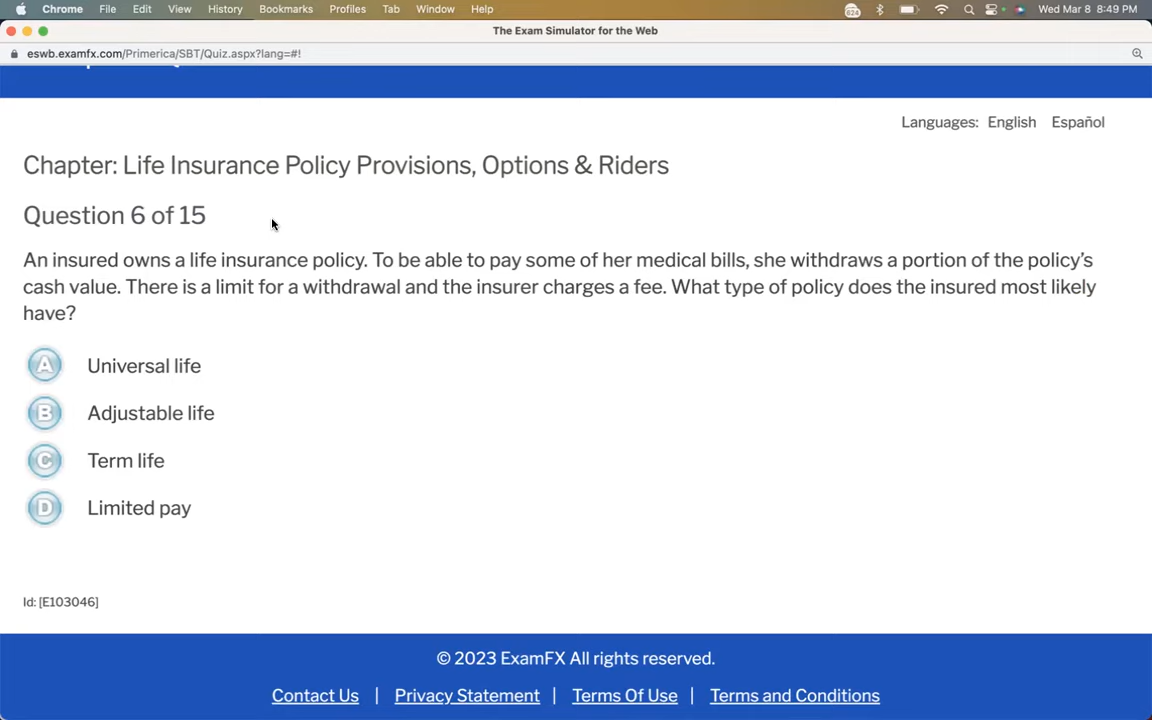 Chrome File Edit View History Bookmarks Profiles Tab Window Help Wed Mar 8 8:49 PM
The Exam Simulator for the Web
eswb.examfx.com/Primerica/SBT/Quiz.aspx?lang=#!
Languages: English Español
Chapter: Life Insurance Policy Provisions, Options & Riders
Question 6 of 15
An insured owns a life insurance policy. To be able to pay some of her medical bills, she withdraws a portion of the policy’s
cash value. There is a limit for a withdrawal and the insurer charges a fee. What type of policy does the insured most likely
have?
A Universal life
B Adjustable life
C Term life
D Limited pay
Id: [E103046]
© 2023 ExamFX All rights reserved.
Contact Us | Privacy Statement | Terms Of Use | Terms and Conditions